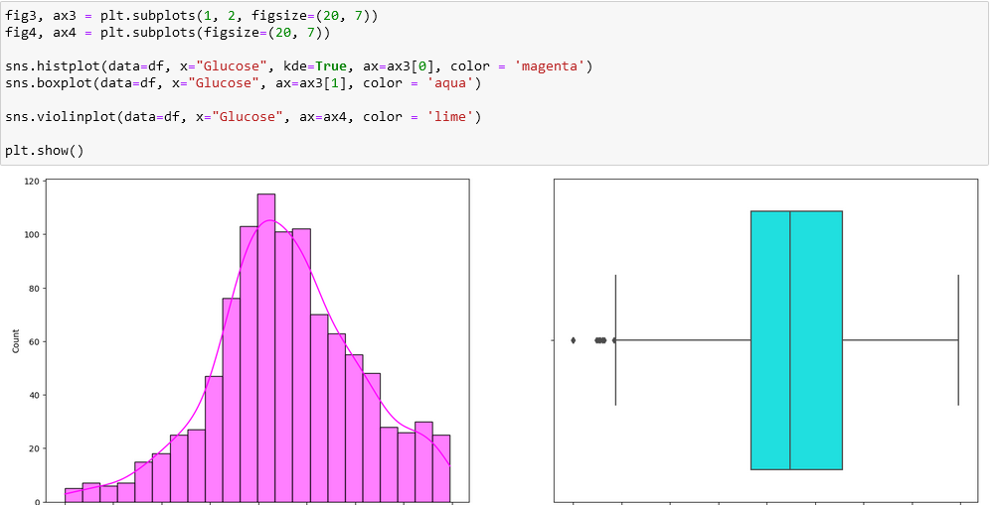 fig3, ax3 = plt.subplots(1, 2, figsize=(20, 7))
fig4, ax4 = plt.subplots(figsize=(20, 7))
sns.histplot(data=df, x="Glucose", kde=True, ax=ax3[0], color = 'magenta')
sns.boxplot(data=df, x="Glucose", ax=ax3[1], color = 'aqua')
sns.violinplot(data=df, x="Glucose", ax=ax4, color = 'lime')
plt.show()
120
100
80
60
40
20
0
Count